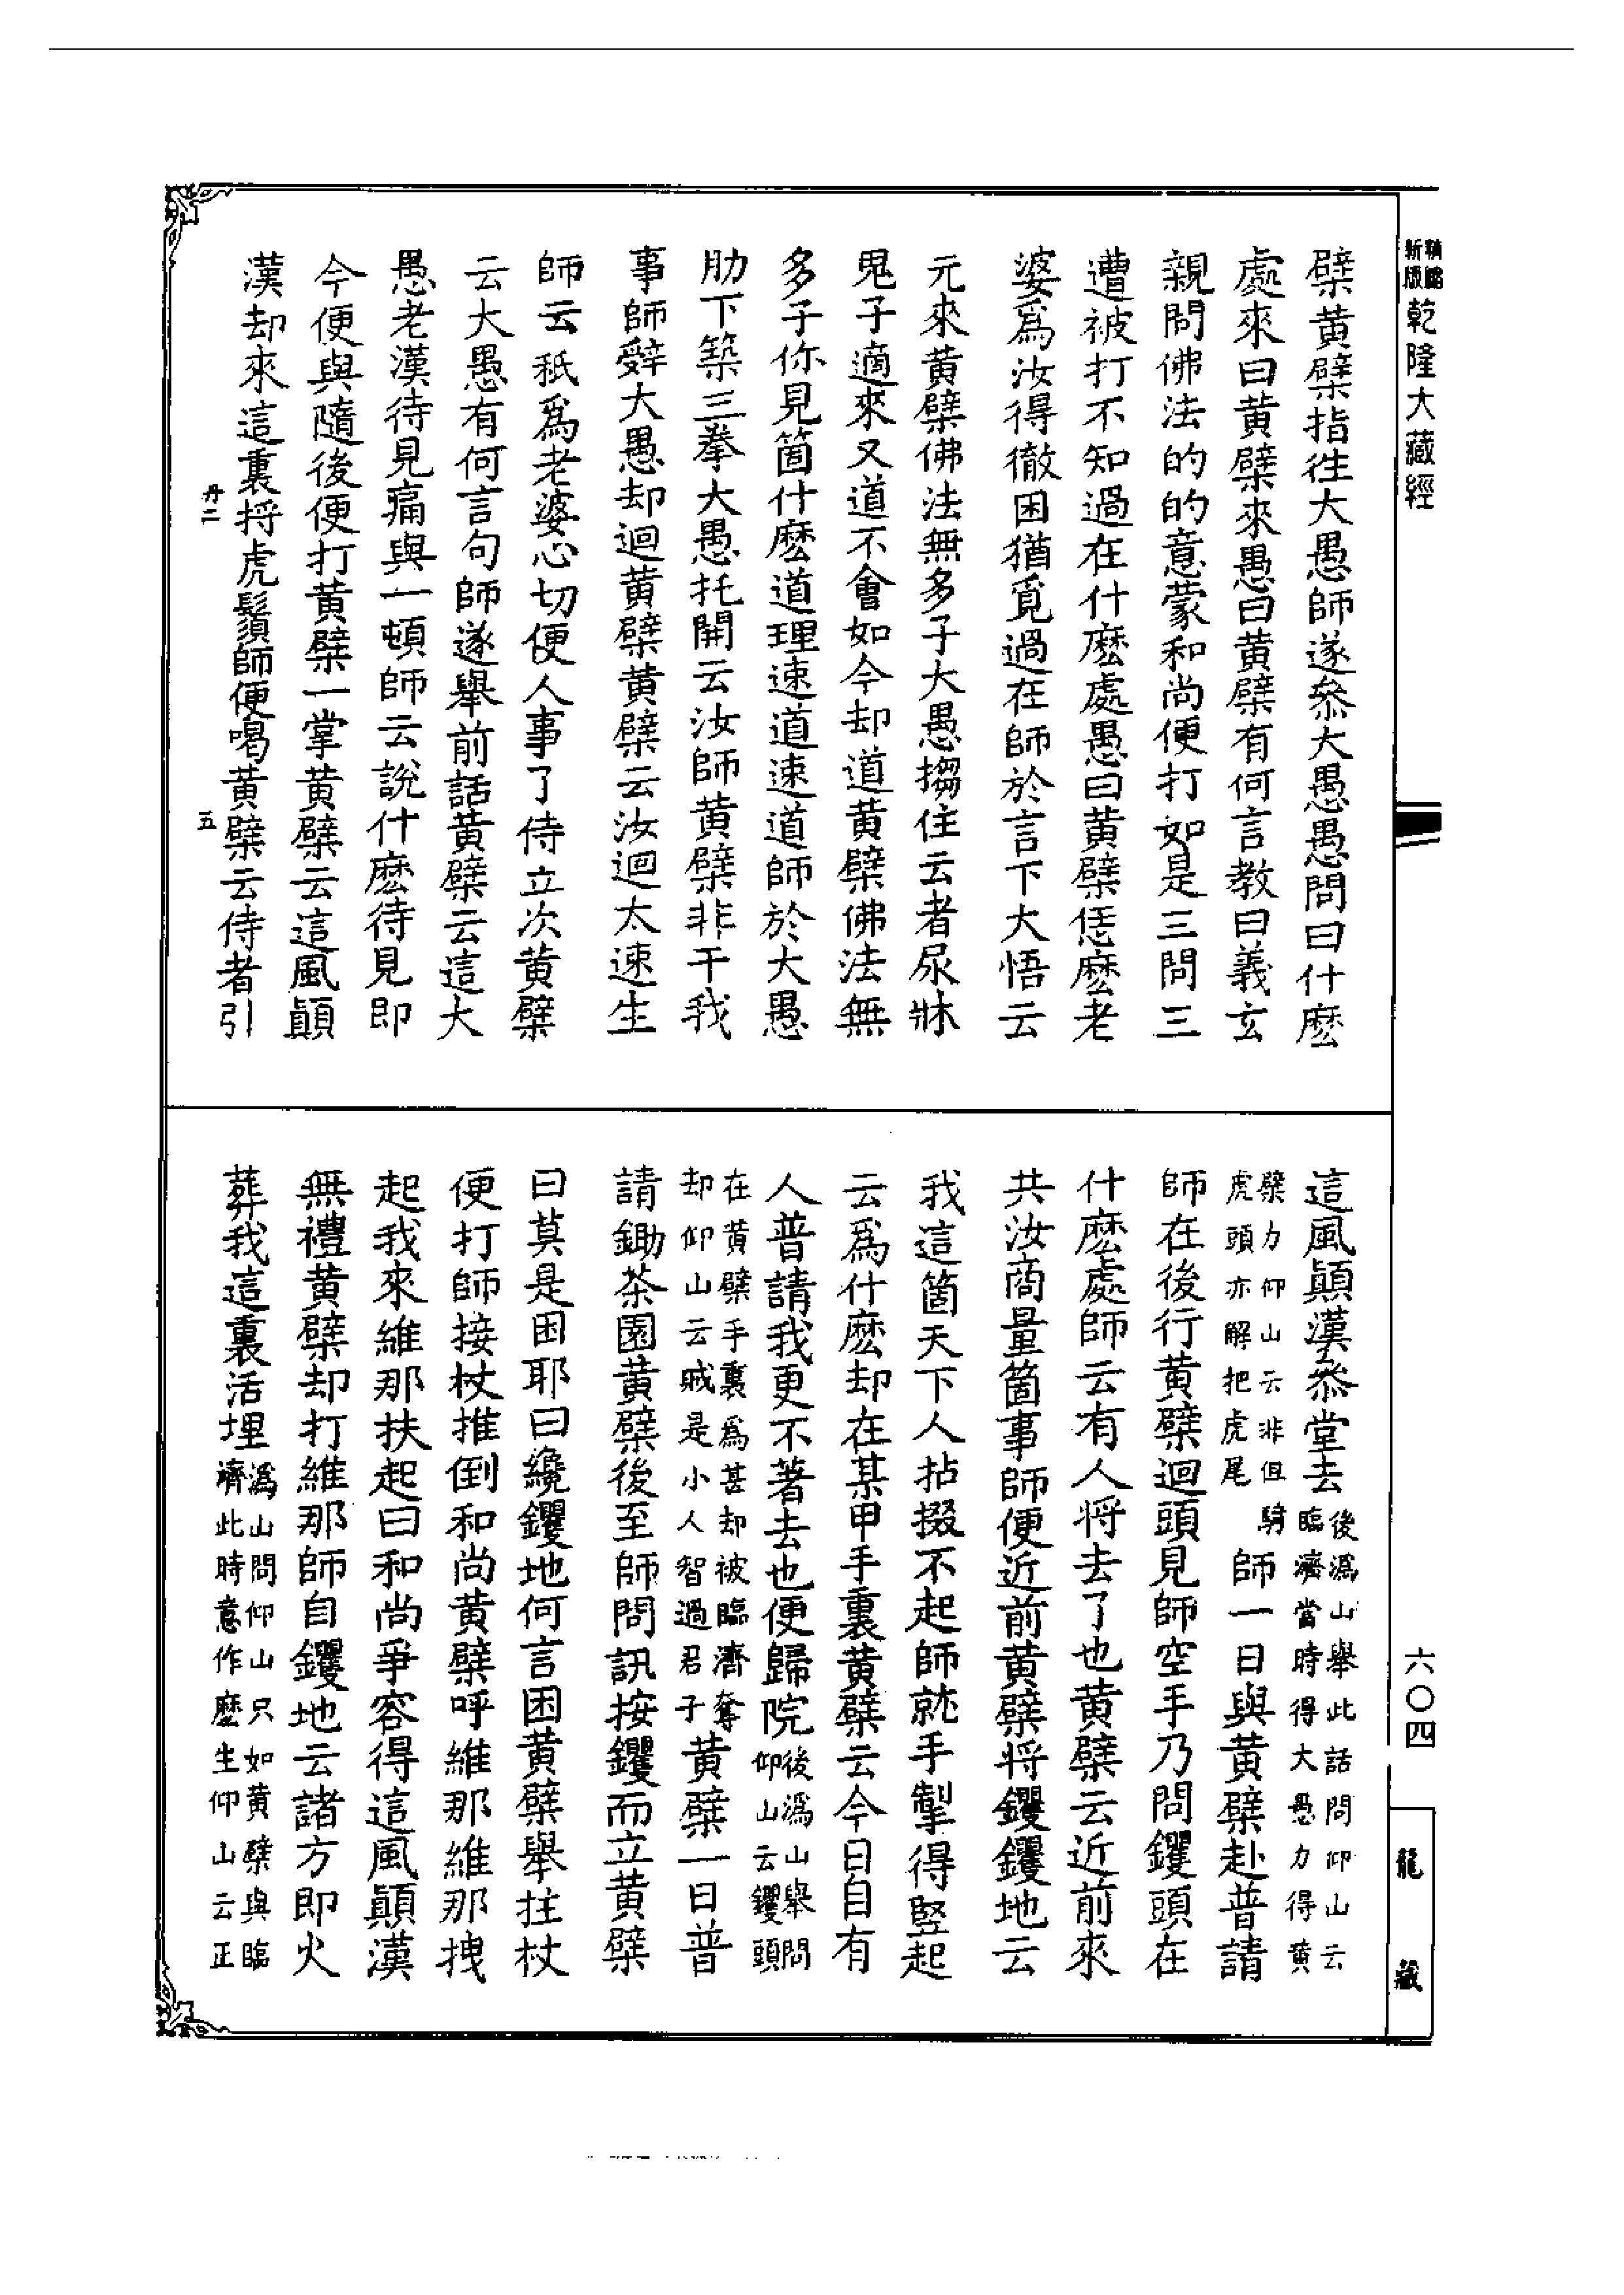 新版精縮乾隆大藏經
檗黃檗指往大愚師遂叅大愚愚問曰什麽
處來曰黃檗來愚曰黃檗有何言教曰義玄
親問佛法的的意蒙和尚便打如是三問三
遭被打不知過在什麽處愚曰黃檗恁麽老
婆爲汝得徹困猶覓過在師於言下大悟云
元來黃檗佛法無多子大愚搊住云者尿牀
鬼子適來又道不會如今却道黃檗佛法無
多子你見箇什麽道理速道速道師於大愚
肋下築三拳大愚托開云汝師黃檗非干我
事師辭大愚却迴黃檗黃檗云汝迴太速生
師云秖爲老婆心切便人事了侍立次黃檗
云大愚有何言句師遂舉前話黃檗云這大
愚老漢待見痛與一頓師云說什麽待見即
今便與隨後便打黃檗一掌黃檗云這風顛
漢却來這裏捋虎鬚師便喝黃檗云侍者引
丹二 五
這風顛漢叅堂去後溈山舉此話問仰山云臨濟當時得大愚力得黃
檗力仰山云非但騎虎頭亦解把虎尾師一日與黃檗赴普請
師在後行黃檗迴頭見師空手乃問钁頭在
什麽處師云有人將去了也黃檗云近前來
共汝商量箇事師便近前黃檗將钁钁地云
我這箇天下人拈掇不起師就手掣得竪起
云爲什麽却在某甲手裏黃檗云今日自有
人普請我更不著去也便歸院後溈山舉問仰山云钁頭
在黃檗手裏爲甚却被臨濟奪却仰山云賊是小人智過君子黃檗一日普
請鋤茶園黃檗後至師問訊按钁而立黃檗
曰莫是困耶曰纔钁地何言困黃檗舉拄杖
便打師接杖推倒和尚黃檗呼維那維那拽
起我來維那扶起曰和尚爭容得這風顛漢
無禮黃檗却打維那師自钁地云諸方即火
葬我這裏活埋溈山問仰山只如黃檗與臨濟此時意作麽生仰山云正
六〇四
龍藏